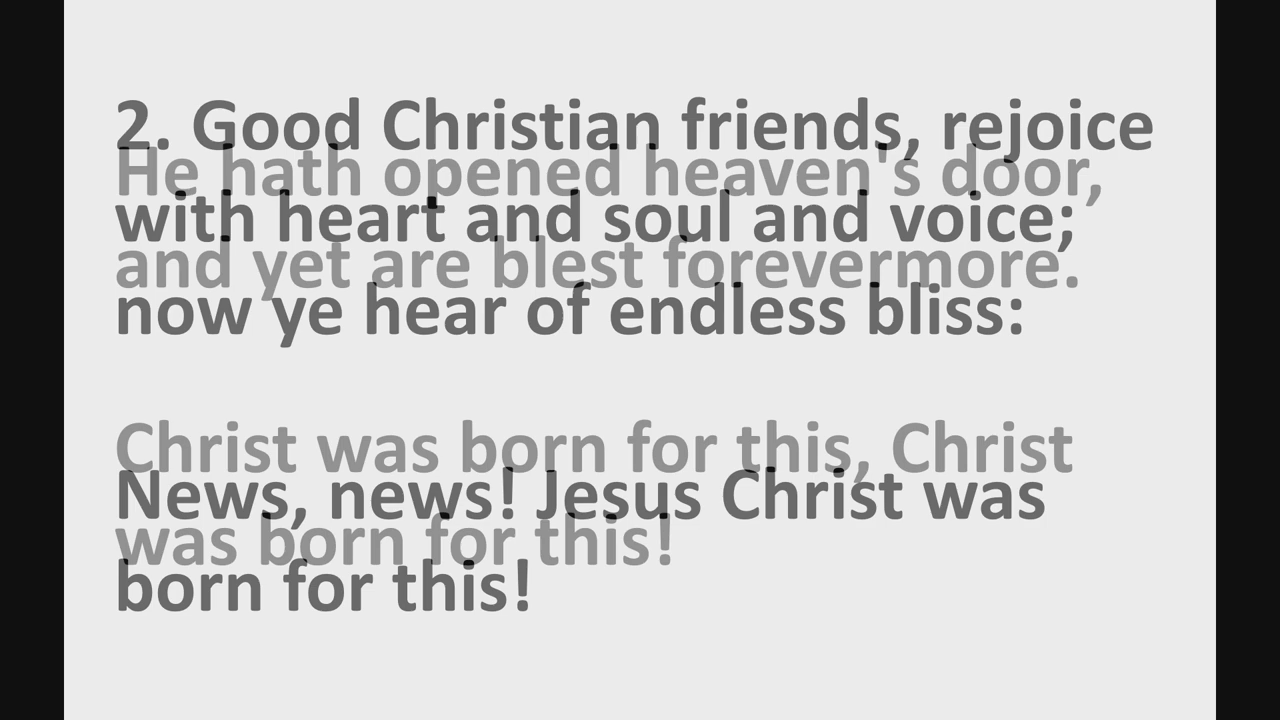 2. Good Christian friends, rejoice
He hath opened heaven's door,
with heart and soul and voice;
and yet are blest forevermore.
now ye hear of endless bliss:
Christ was born for this, Christ
News, news! Jesus Christ was
was born for this!
born for this!